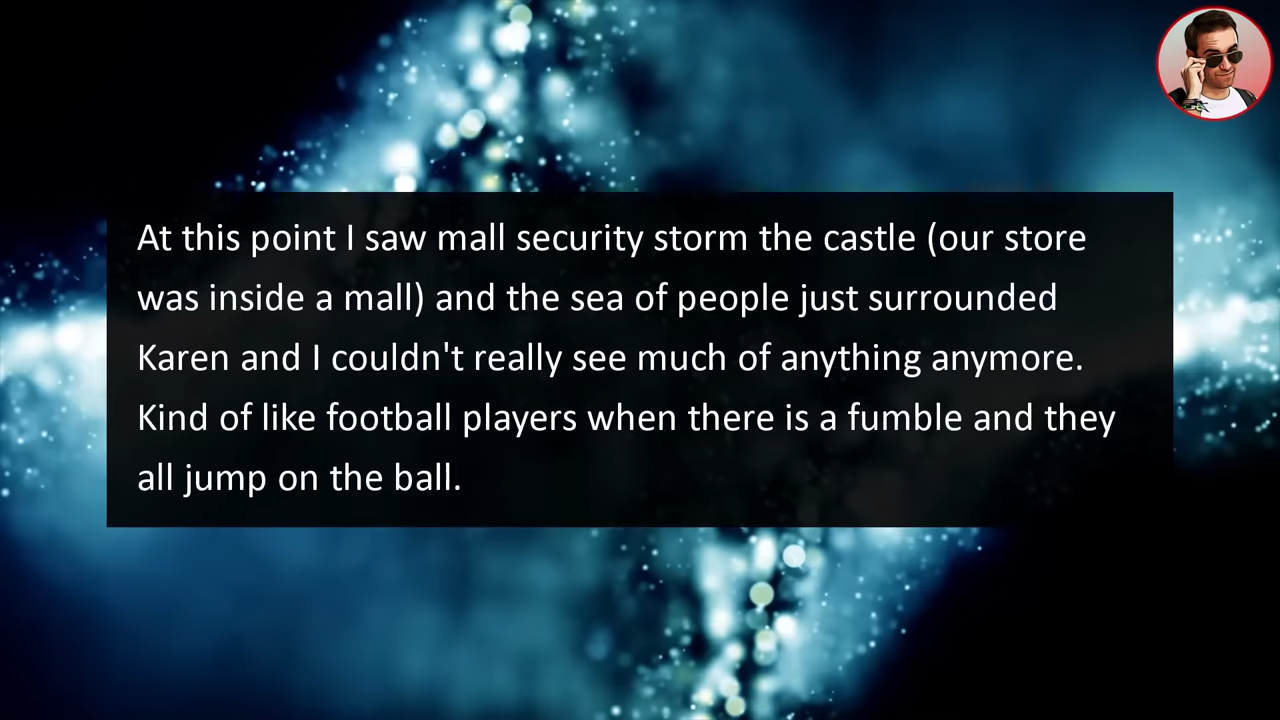 At this point I saw mall security storm the castle (our store
was inside a mall) and the sea of people just surrounded
Karen and I couldn't really see much of anything anymore.
Kind of like football players when there is a fumble and they
all jump on the ball.